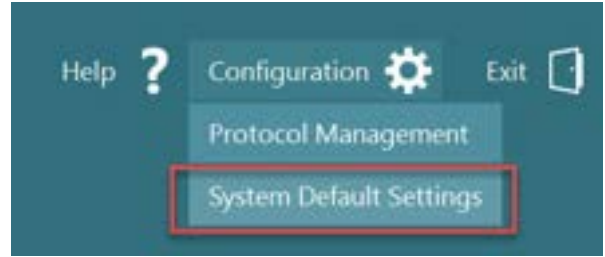 Help ? Configuration Exit
Protocol Management
System Default Settings